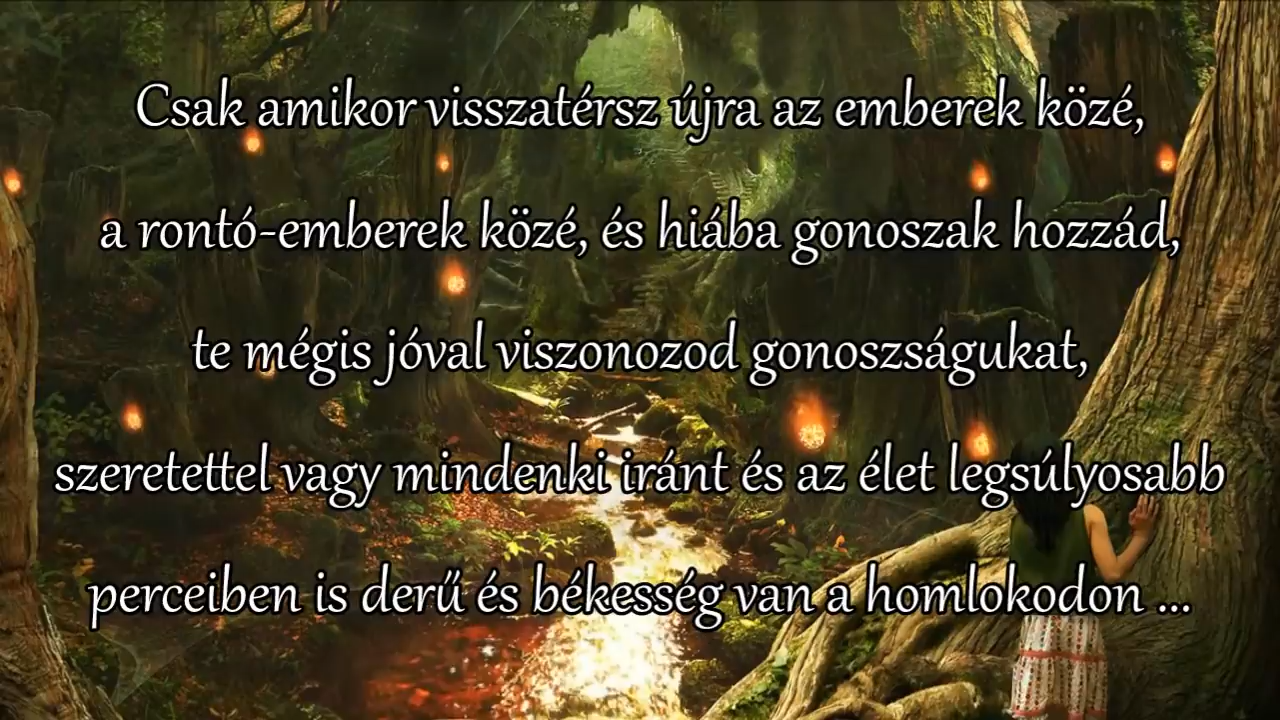 Csak amikor visszatérsz újra az emberek közé,
a rontó-emberek közé, és hiába gonoszak hozzád,
te mégis jóval viszonozod gonoszságukat,
szeretettel vagy mindenki iránt és az élet legsúlyosabb
perceiben is derű és békesség van a homlokodon ...